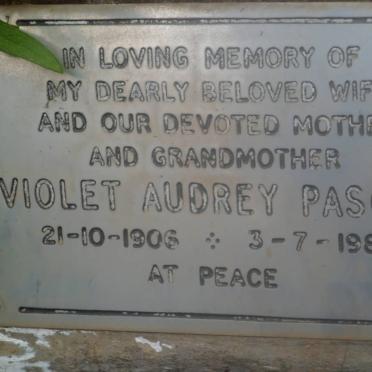 IN LOVING MEMORY OF
MY DEARLY BELOVED WIF
AND OUR DEVOTED MOTHE
AND GRANDMOTHER
VIOLET AUDREY PAS
21-10-1906 3-7-198
AT PEACE